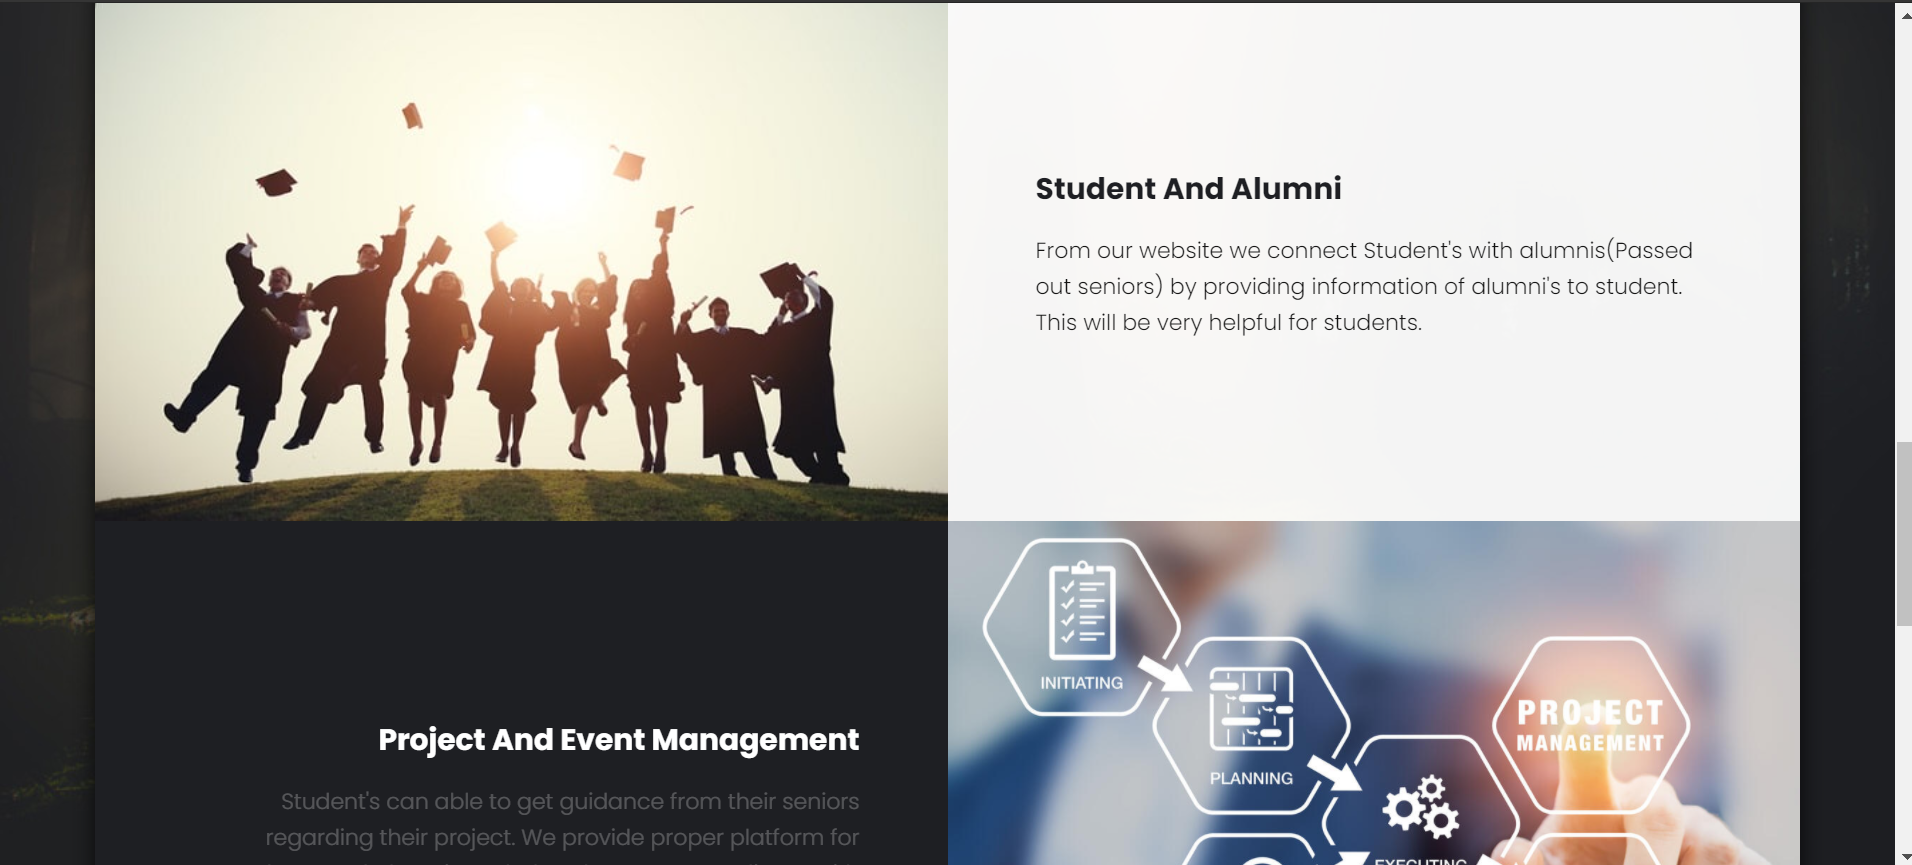 Student And Alumni
From our website we connect Student's with alumnis(Passed
out seniors) by providing information of alumni's to student.
This will be very helpful for students.
INITIATING
PLANNING
PROJECT
MANAGEMENT
EXECUTING
Project And Event Management
Student's can able to get guidance from their seniors
regarding their project. We provide proper platform for